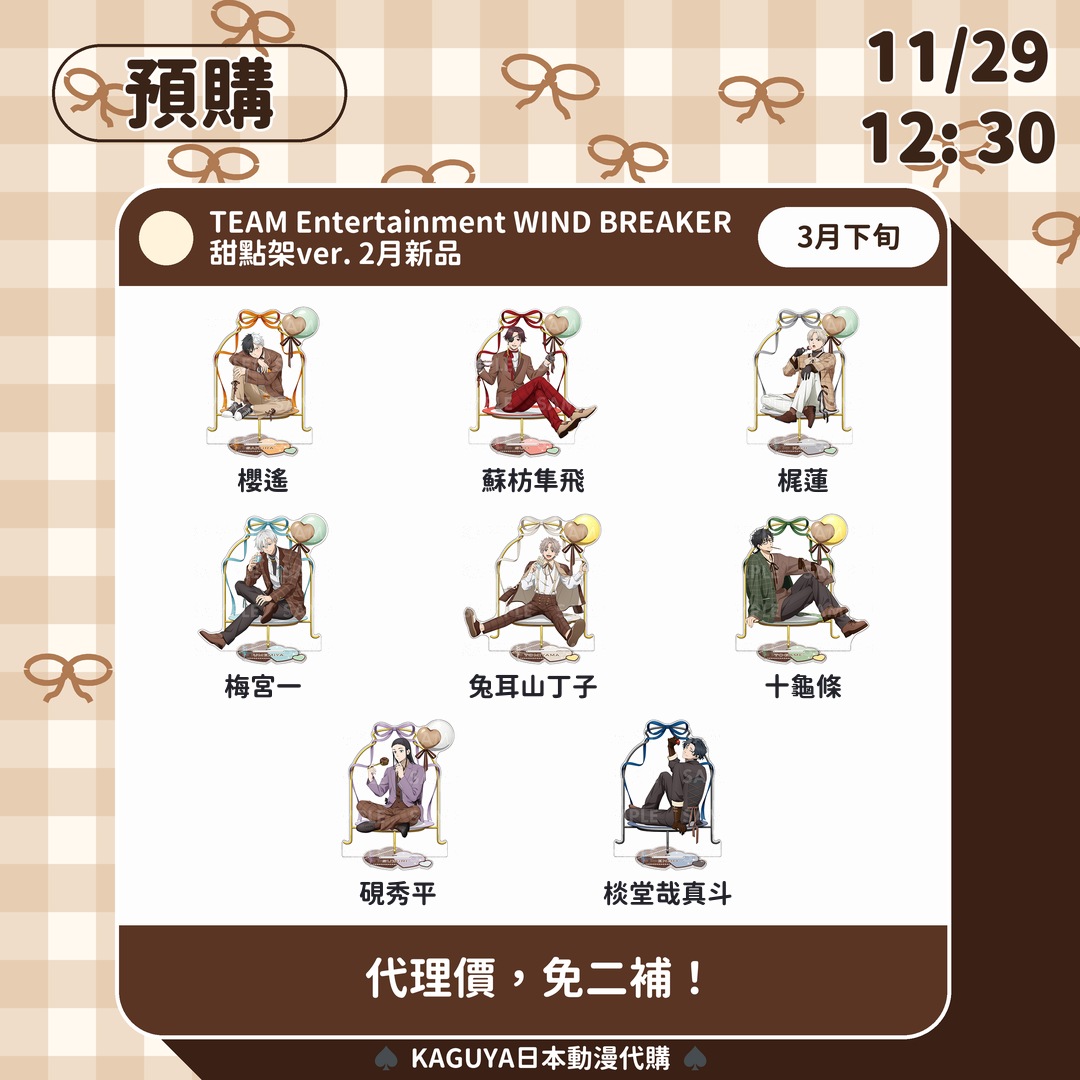 預購
11/29
12:30
TEAM Entertainment WIND BREAKER
甜點架ver. 2月新品
3月下旬
櫻遙
蘇枋隼飛
梶蓮
梅宮一
兔耳山丁子
十龜條
硯秀平
棪堂哉真斗
代理價，免二補！
♠ KAGUYA日本動漫代購 ♠